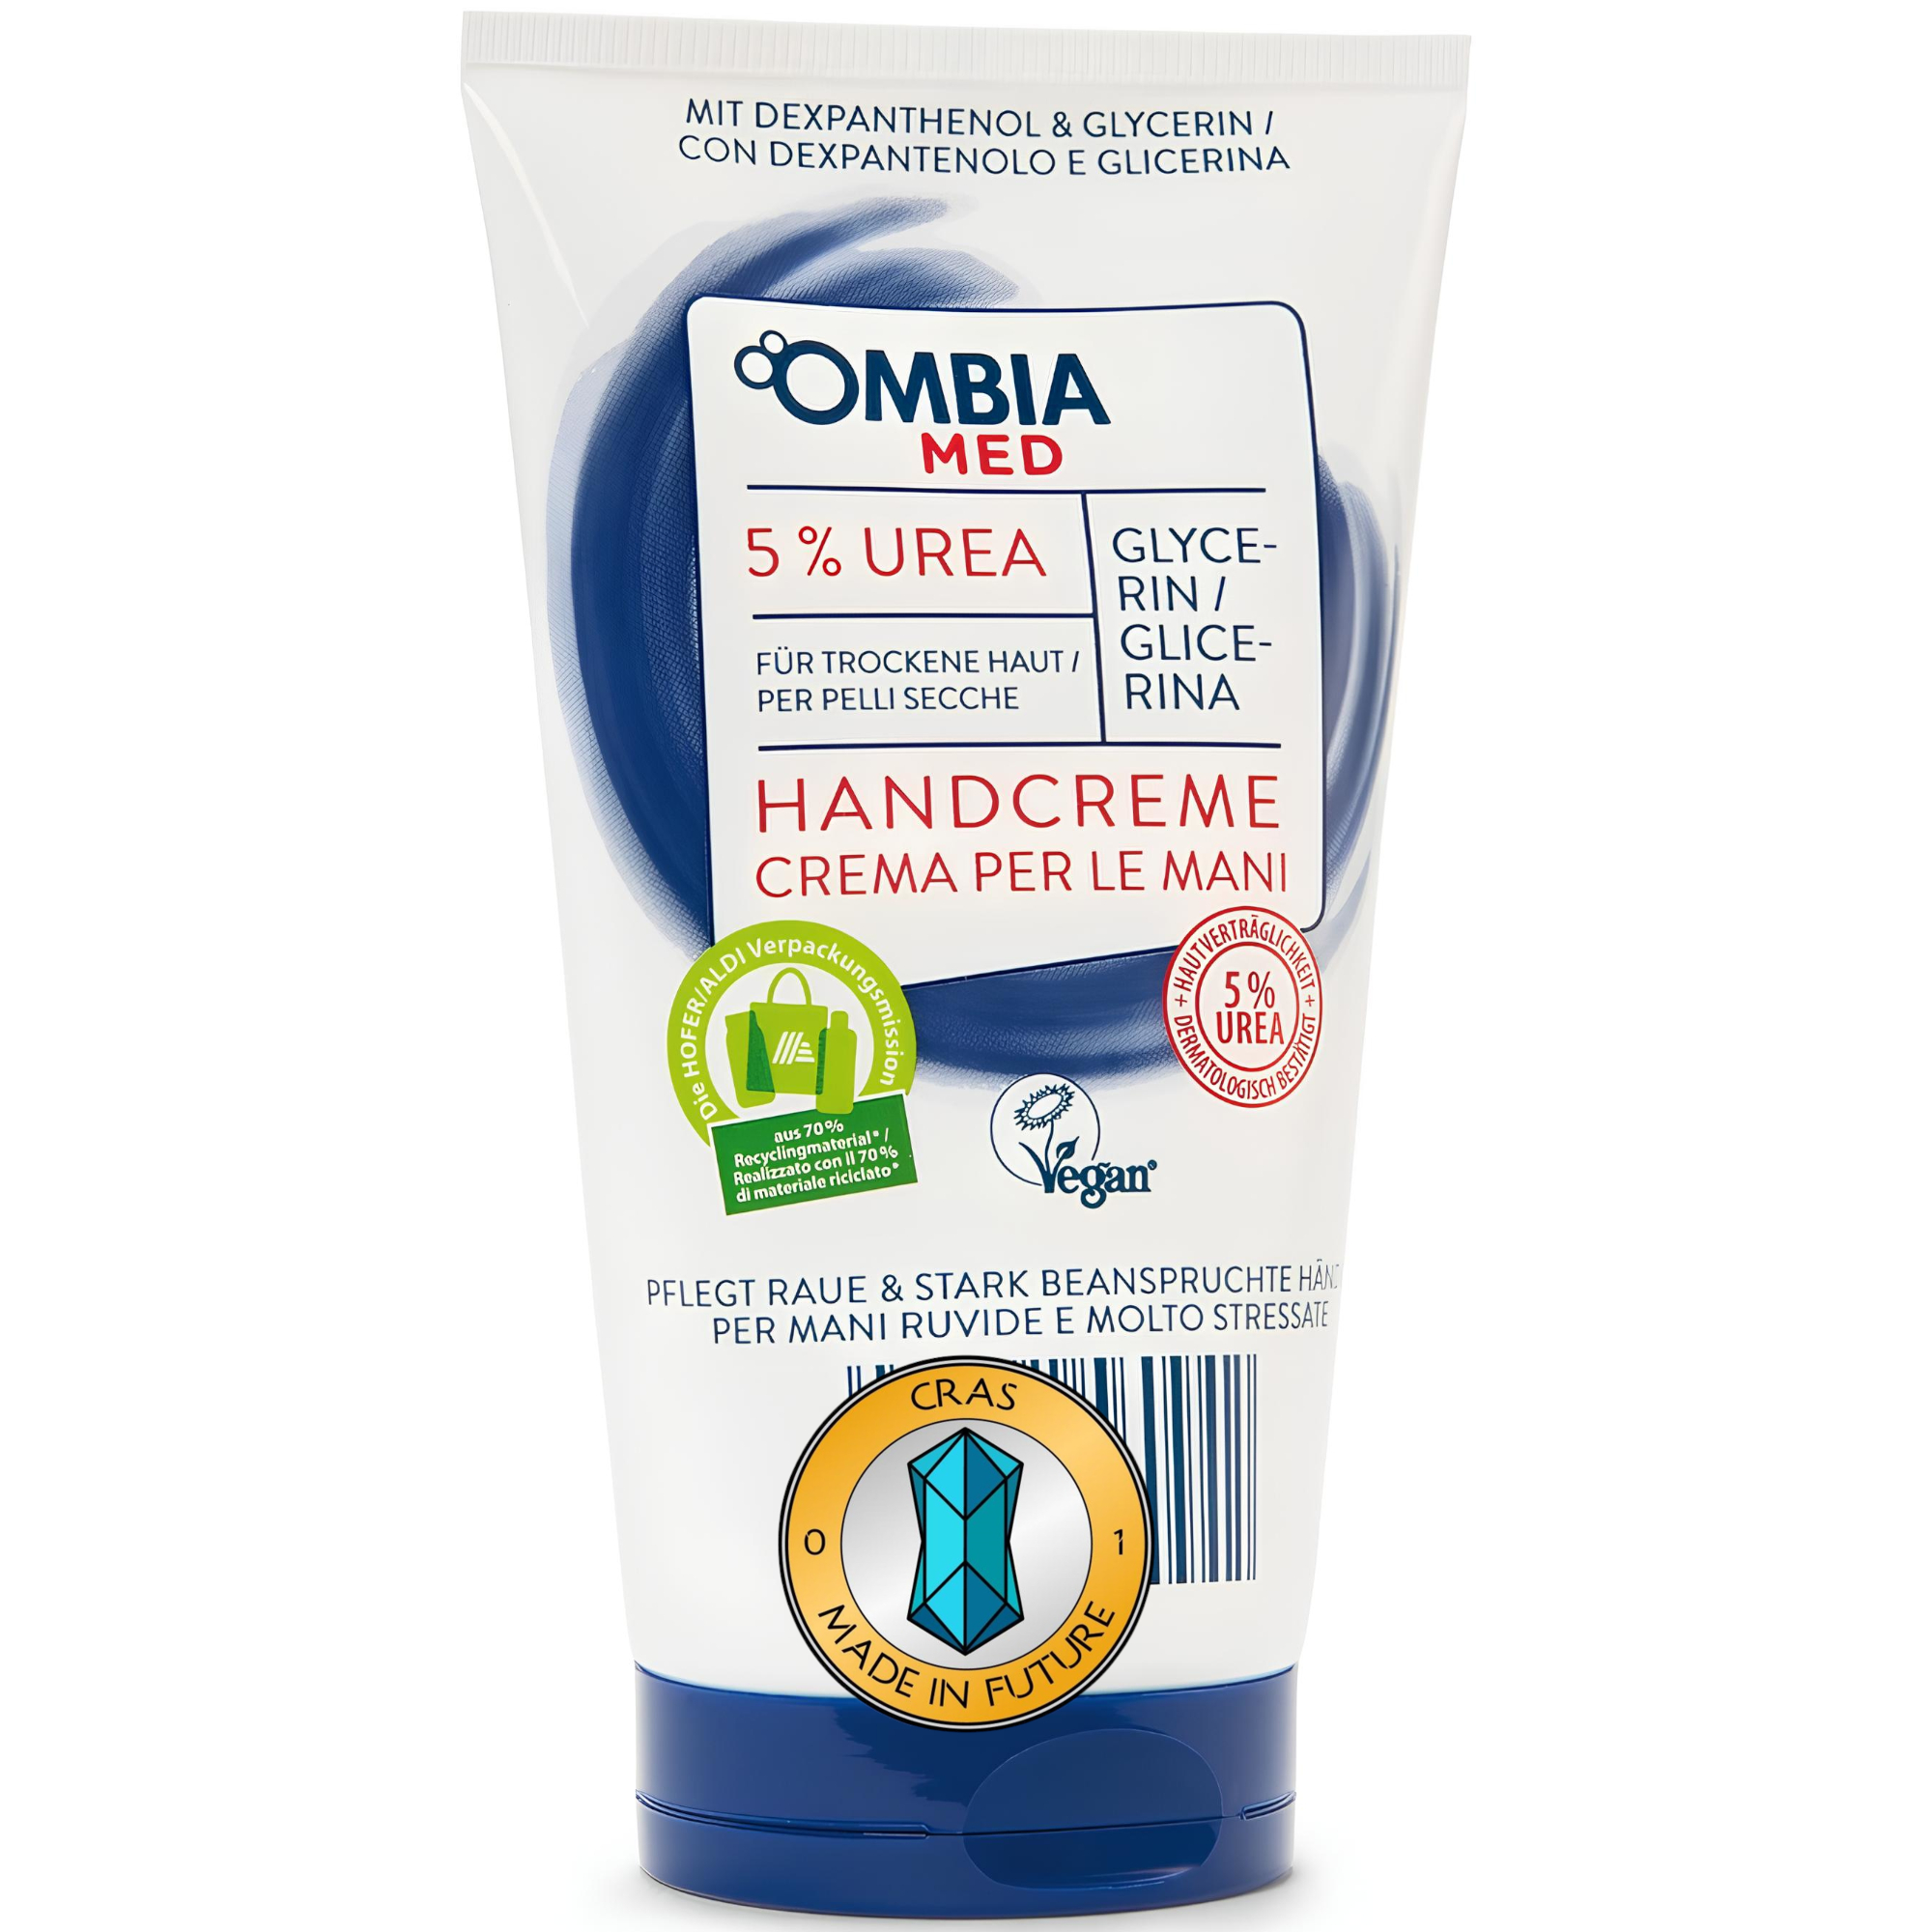 MIT DEXPANTHENOL & GLYCERIN /
CON DEXPANTENOLO E GLICERINA
OMBIA
MED
5 % UREA
GLYCE-
RIN /
GLICE-
RINA
FÜR TROCKENE HAUT /
PER PELLI SECCHE
HANDCREME
CREMA PER LE MANI
Die HOFER/ALDI Verpackungsmission
aus 70%
Recyclingmaterial* /
Realizzato con il 70%
di materiale riciclato*
+ HAUTVERTRÄGLICHKEIT +
5 %
UREA
DERMATOLOGISCH BESTÄTIGT
Vegan
PFLEGT RAUE & STARK BEANSPRUCHTE
PER MANI RUVIDE E MOLTO STRESSATE
CRAS
0 1
MADE IN FUTURE